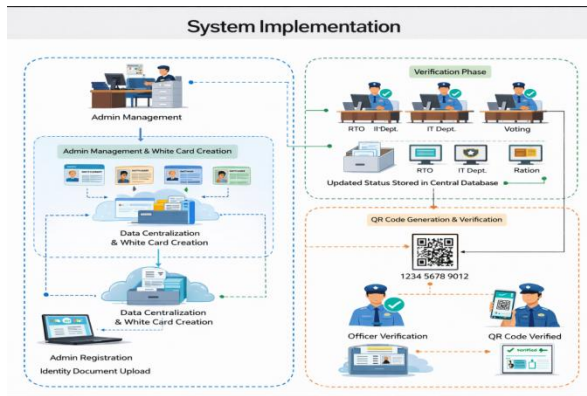 System Implementation
Admin Management
Admin Management & White Card Creation
Data Centralization
& White Card Creation
Data Centralization
& White Card Creation
Admin Registration
Identity Document Upload
Verification Phase
RTO
Dept.
IT Dept.
Voting
RTO
IT Dept.
Ration
Updated Status Stored in Central Database
QR Code Generation & Verification
1234 5678 9012
Officer Verification
QR Code Verified